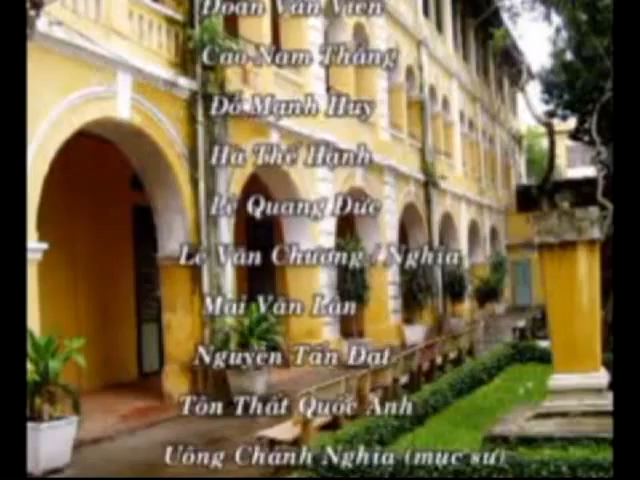 Đoàn Văn Viên
Cao Nam Thắng
Đỗ Mạnh Huy
Hà Thế Hạnh
Lê Quang Đức
Lê Văn Chương / Nghĩa
Mai Văn Lân
Nguyễn Tấn Đạt
Tôn Thất Quốc Anh
Uông Chánh Nghĩa (mục sư)